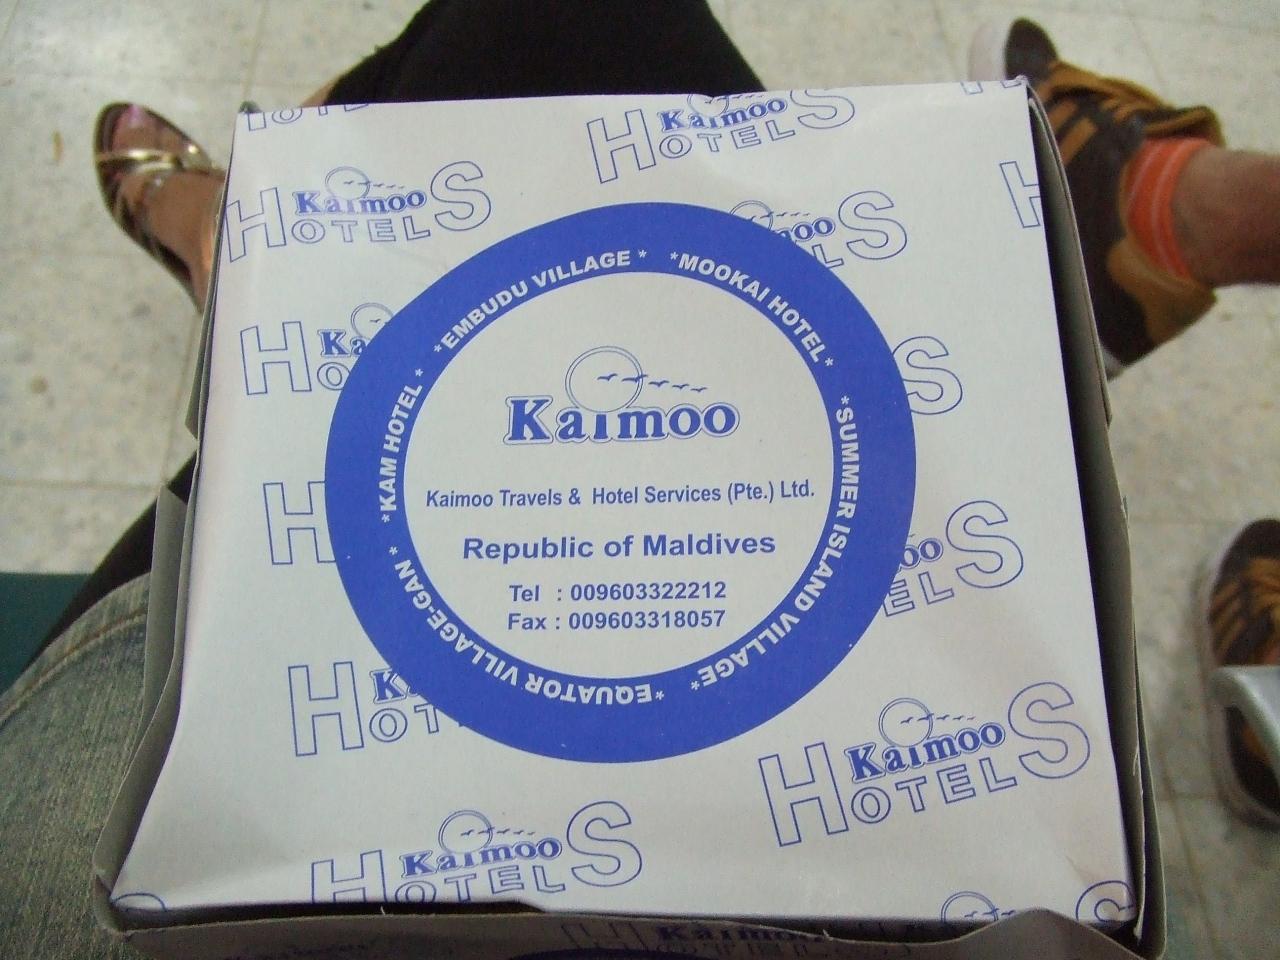 HOTELS
Kaimoo
HOTELS
Kaimoo
HOTELS
*EMBUDU VILLAGE *
*MOOKAI HOTEL*
*SUMMER ISLAND VILLAGE*
*EQUATOR VILLAGE-GAN*
*KAM HOTEL *
Kaimoo
Kaimoo Travels & Hotel Services (Pte.) Ltd.
Republic of Maldives
Tel : 009603322212
Fax : 009603318057
Kaimoo
HOTELS
Kaimoo
HOTELS